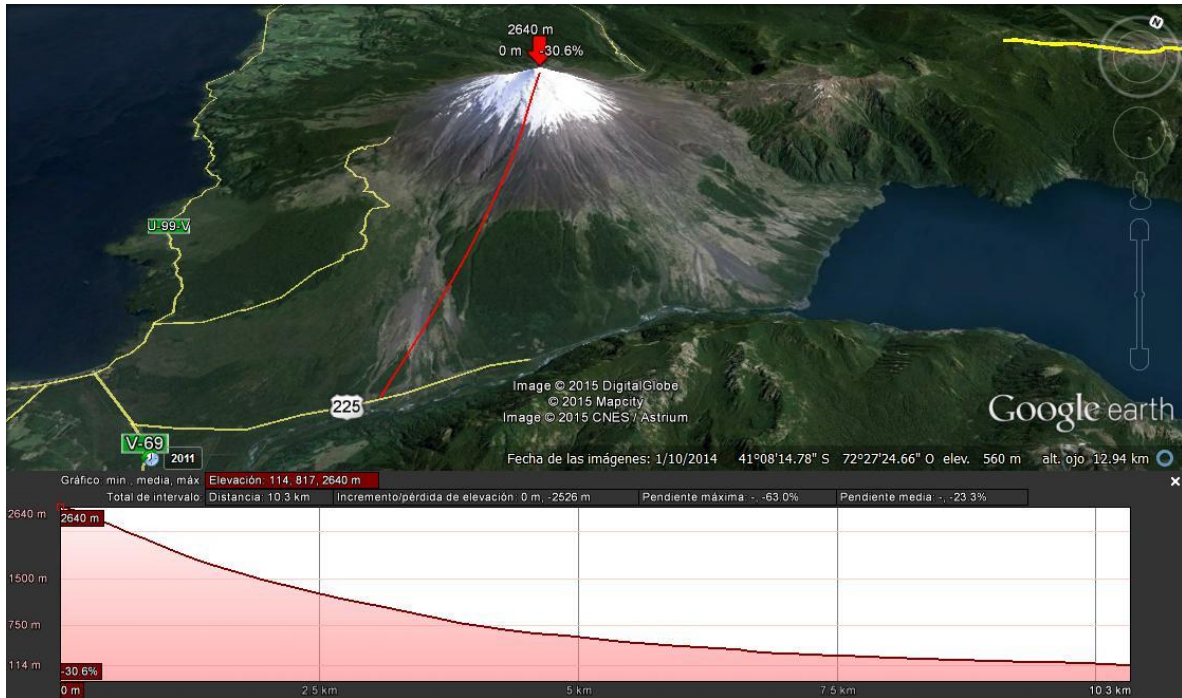 2640 m
0 m -30.6%
N
U-99-V
225
V-69
2011
Image © 2015 DigitalGlobe
© 2015 Mapcity
Image © 2015 CNES / Astrium
Google earth
Fecha de las imágenes: 1/10/2014 41°08'14.78" S 72°27'24.66" O elev. 560 m alt. ojo 12.94 km
Gráfico: min., media, máx Elevación: 114, 817, 2640 m
Total de intervalo: Distancia: 10.3 km Incremento/pérdida de elevación: 0 m, -2526 m Pendiente máxima: -, -63.0% Pendiente media: -, -23.3%
2640 m
2640 m
1500 m
750 m
114 m
-30.6%
0 m 2.5 km 5 km 7.5 km 10.3 km